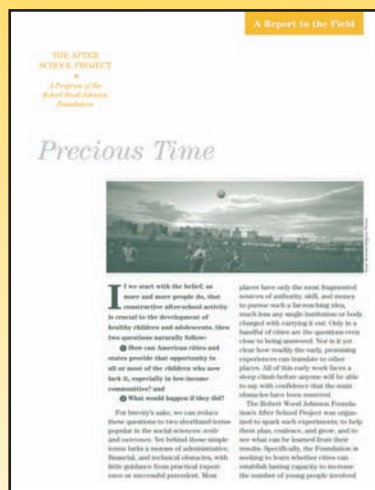 A Report to the Field
THE AFTER
SCHOOL PROJECT
A Program of the
Robert Wood Johnson
Foundation
Precious Time
If we start with the belief, as
more and more people do, that
constructive after-school activity
is crucial to the development of
healthy children and adolescents, then
two questions naturally follow:
❶ How can American cities and
states provide that opportunity to
all or most of the children who now
lack it, especially in low-income
communities? and
❷ What would happen if they did?
For brevity's sake, we can reduce
these questions to two shorthand terms
popular in the social sciences: scale
and outcomes. Yet behind those simple
terms lurks a morass of administrative,
financial, and technical obstacles, with
little guidance from practical experi-
ence or successful precedent. Most
places have only the most fragmented
sources of authority, skill, and money
to pursue such a far-reaching idea,
much less any single institution or body
charged with carrying it out. Only in a
handful of cities are the questions even
close to being answered. Nor is it yet
clear how readily the early, promising
experiences can translate to other
places. All of this early work faces a
steep climb before anyone will be able
to say with confidence that the main
obstacles have been removed.
The Robert Wood Johnson Founda-
tion's After School Project was organ-
ized to spark such experiments; to help
them plan, coalesce, and grow; and to
see what can be learned from their
results. Specifically, the Foundation is
seeking to learn whether cities can
establish lasting capacity to increase
the number of young people involved